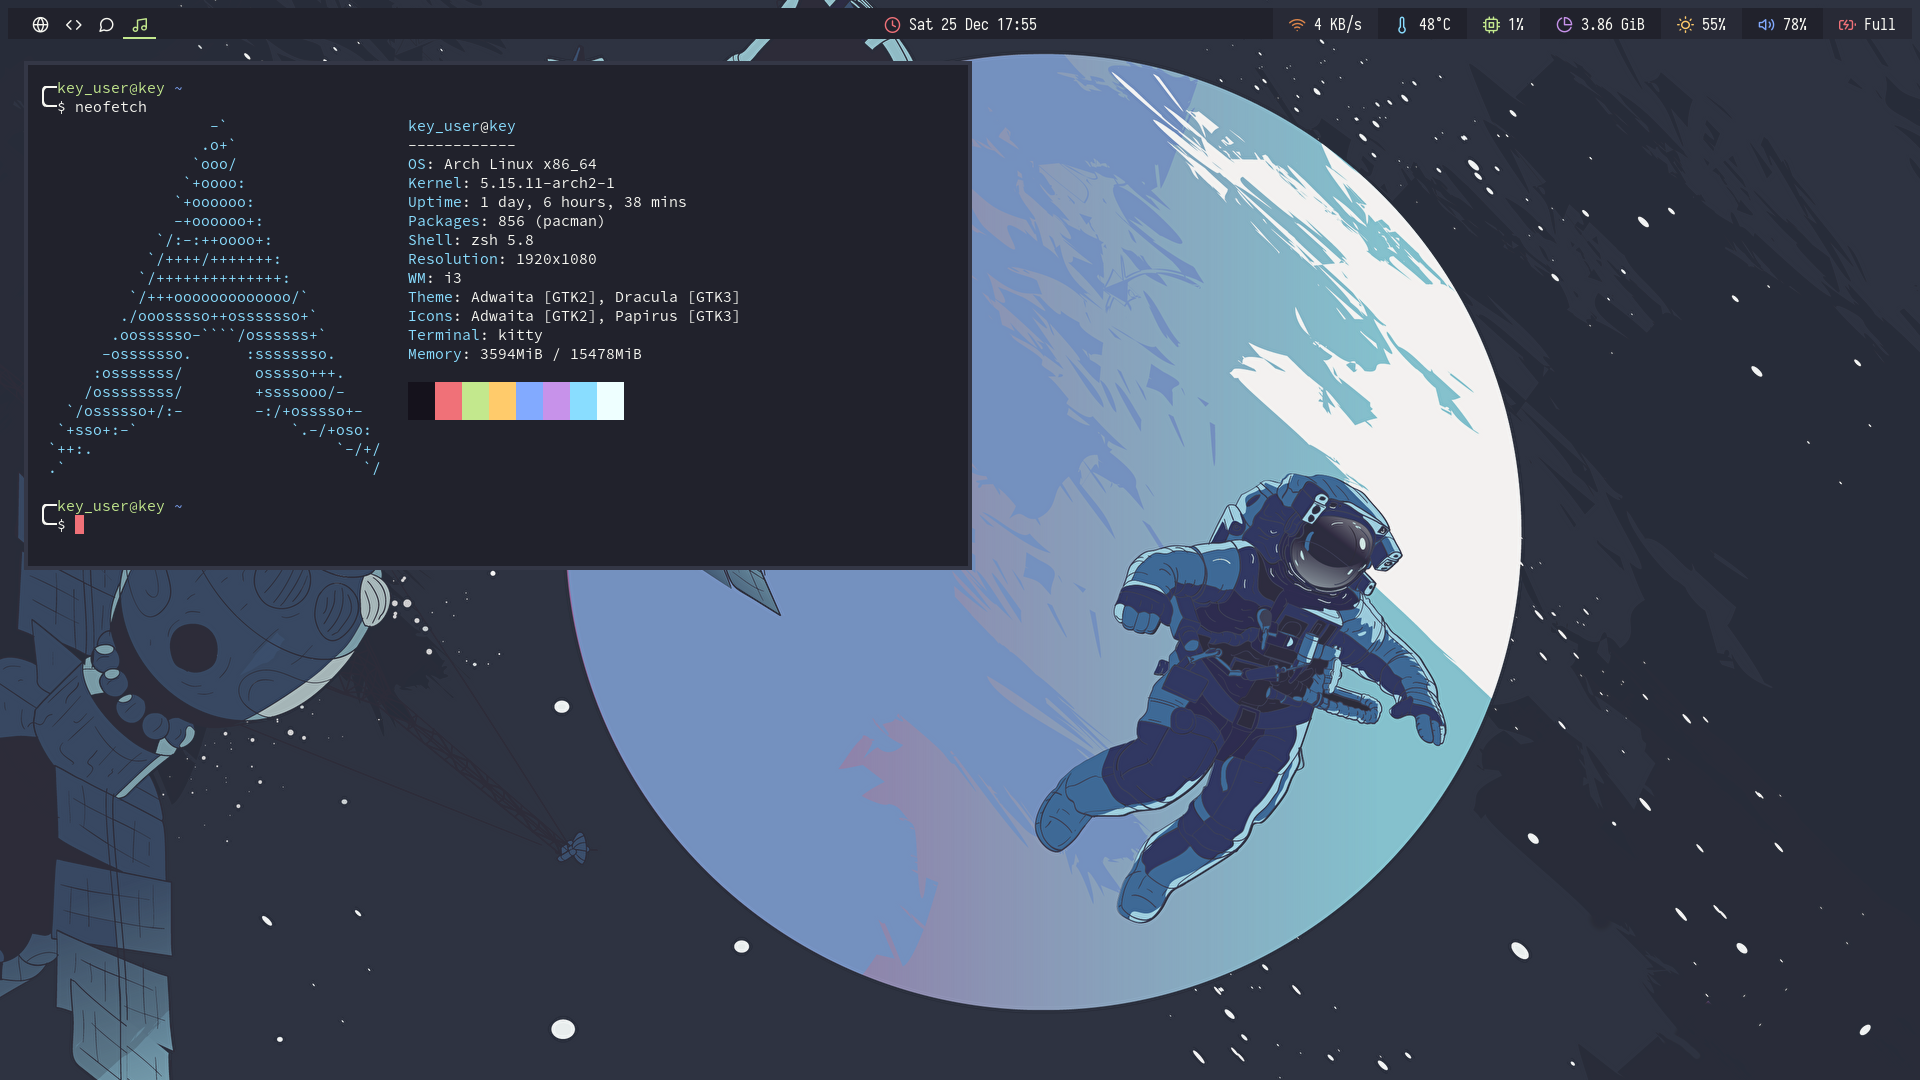 Sat 25 Dec 17:55
4 KB/s
48°C
1%
3.86 GiB
55%
78%
Full
key_user@key ~
$ neofetch
-`
.o+`
`ooo/
`+oooo:
`+oooooo:
-+oooooo+:
`/:-:++oooo+:
`/++++/+++++++:
`/++++++++++++++:
`/+++ooooooooooooo/`
./ooosssso++osssssso+`
.oossssso-````/ossssss+`
-osssssso.      :ssssssso.
:osssssss/        osssso+++.
/ossssssss/        +ssssooo/-
`/ossssso+/:-        -:/+osssso+-
`+sso+:-`                 `.-/+oso:
`++:.                           `-/+/
.`                                 `/
key_user@key
------------
OS: Arch Linux x86_64
Kernel: 5.15.11-arch2-1
Uptime: 1 day, 6 hours, 38 mins
Packages: 856 (pacman)
Shell: zsh 5.8
Resolution: 1920x1080
WM: i3
Theme: Adwaita [GTK2], Dracula [GTK3]
Icons: Adwaita [GTK2], Papirus [GTK3]
Terminal: kitty
Memory: 3594MiB / 15478MiB
key_user@key ~
$